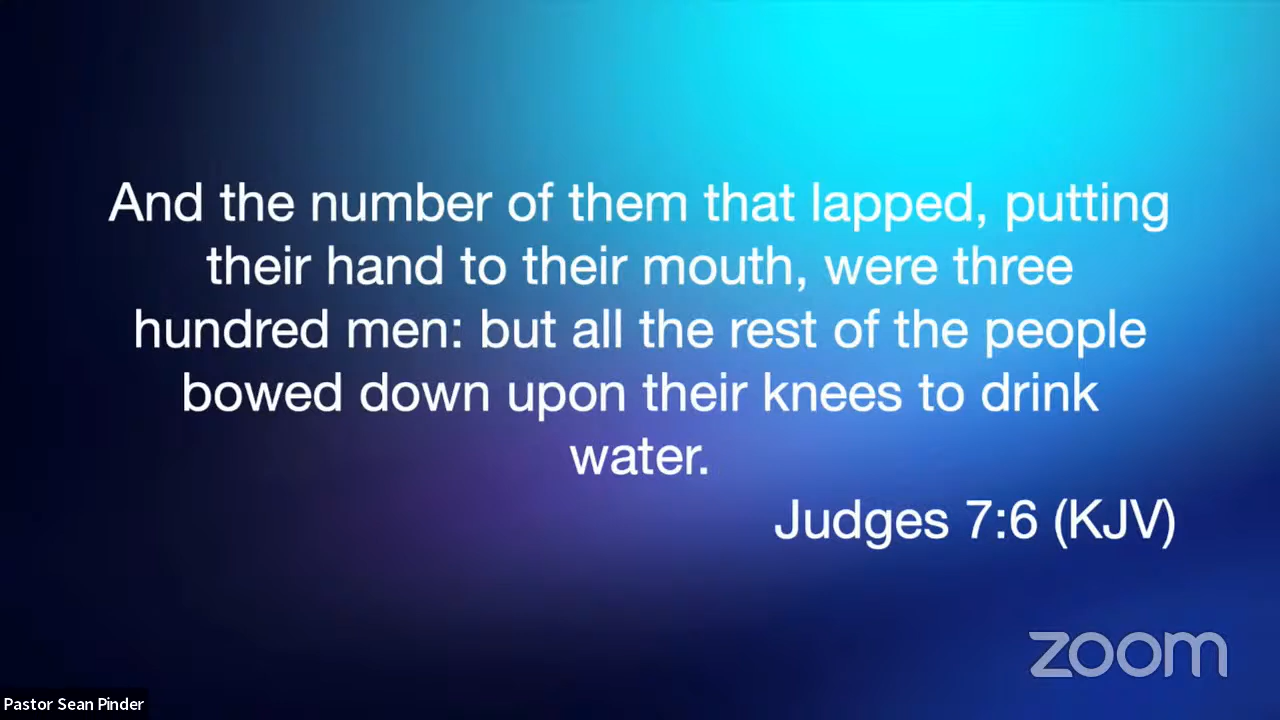 And the number of them that lapped, putting
their hand to their mouth, were three
hundred men: but all the rest of the people
bowed down upon their knees to drink
water.
Judges 7:6 (KJV)
zoom
Pastor Sean Pinder